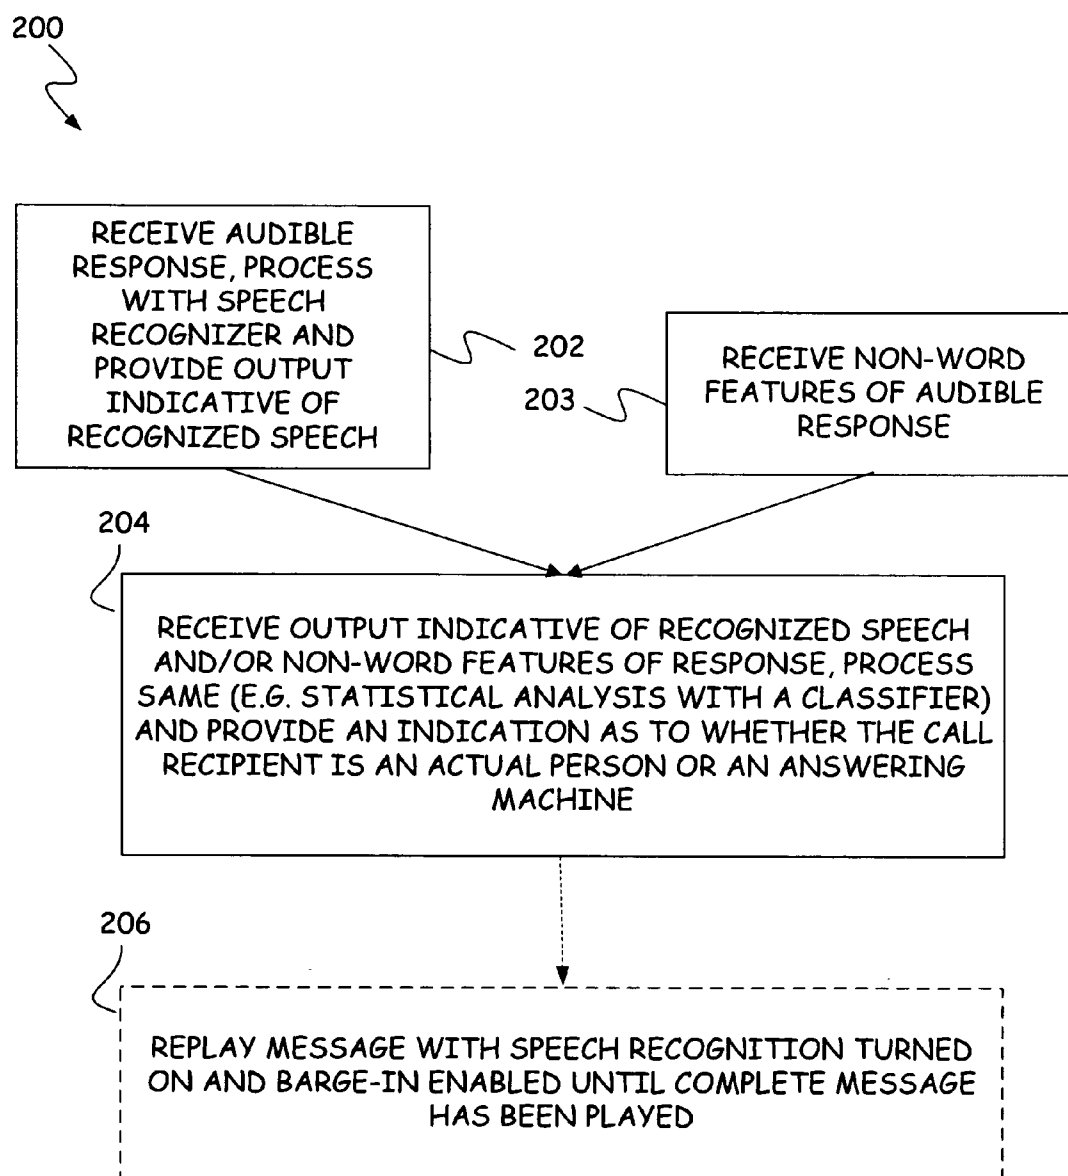 200
RECEIVE AUDIBLE
RESPONSE, PROCESS
WITH SPEECH
RECOGNIZER AND
PROVIDE OUTPUT
INDICATIVE OF
RECOGNIZED SPEECH
202
203
RECEIVE NON-WORD
FEATURES OF AUDIBLE
RESPONSE
204
RECEIVE OUTPUT INDICATIVE OF RECOGNIZED SPEECH
AND/OR NON-WORD FEATURES OF RESPONSE, PROCESS
SAME (E.G. STATISTICAL ANALYSIS WITH A CLASSIFIER)
AND PROVIDE AN INDICATION AS TO WHETHER THE CALL
RECIPIENT IS AN ACTUAL PERSON OR AN ANSWERING
MACHINE
206
REPLAY MESSAGE WITH SPEECH RECOGNITION TURNED
ON AND BARGE-IN ENABLED UNTIL COMPLETE MESSAGE
HAS BEEN PLAYED